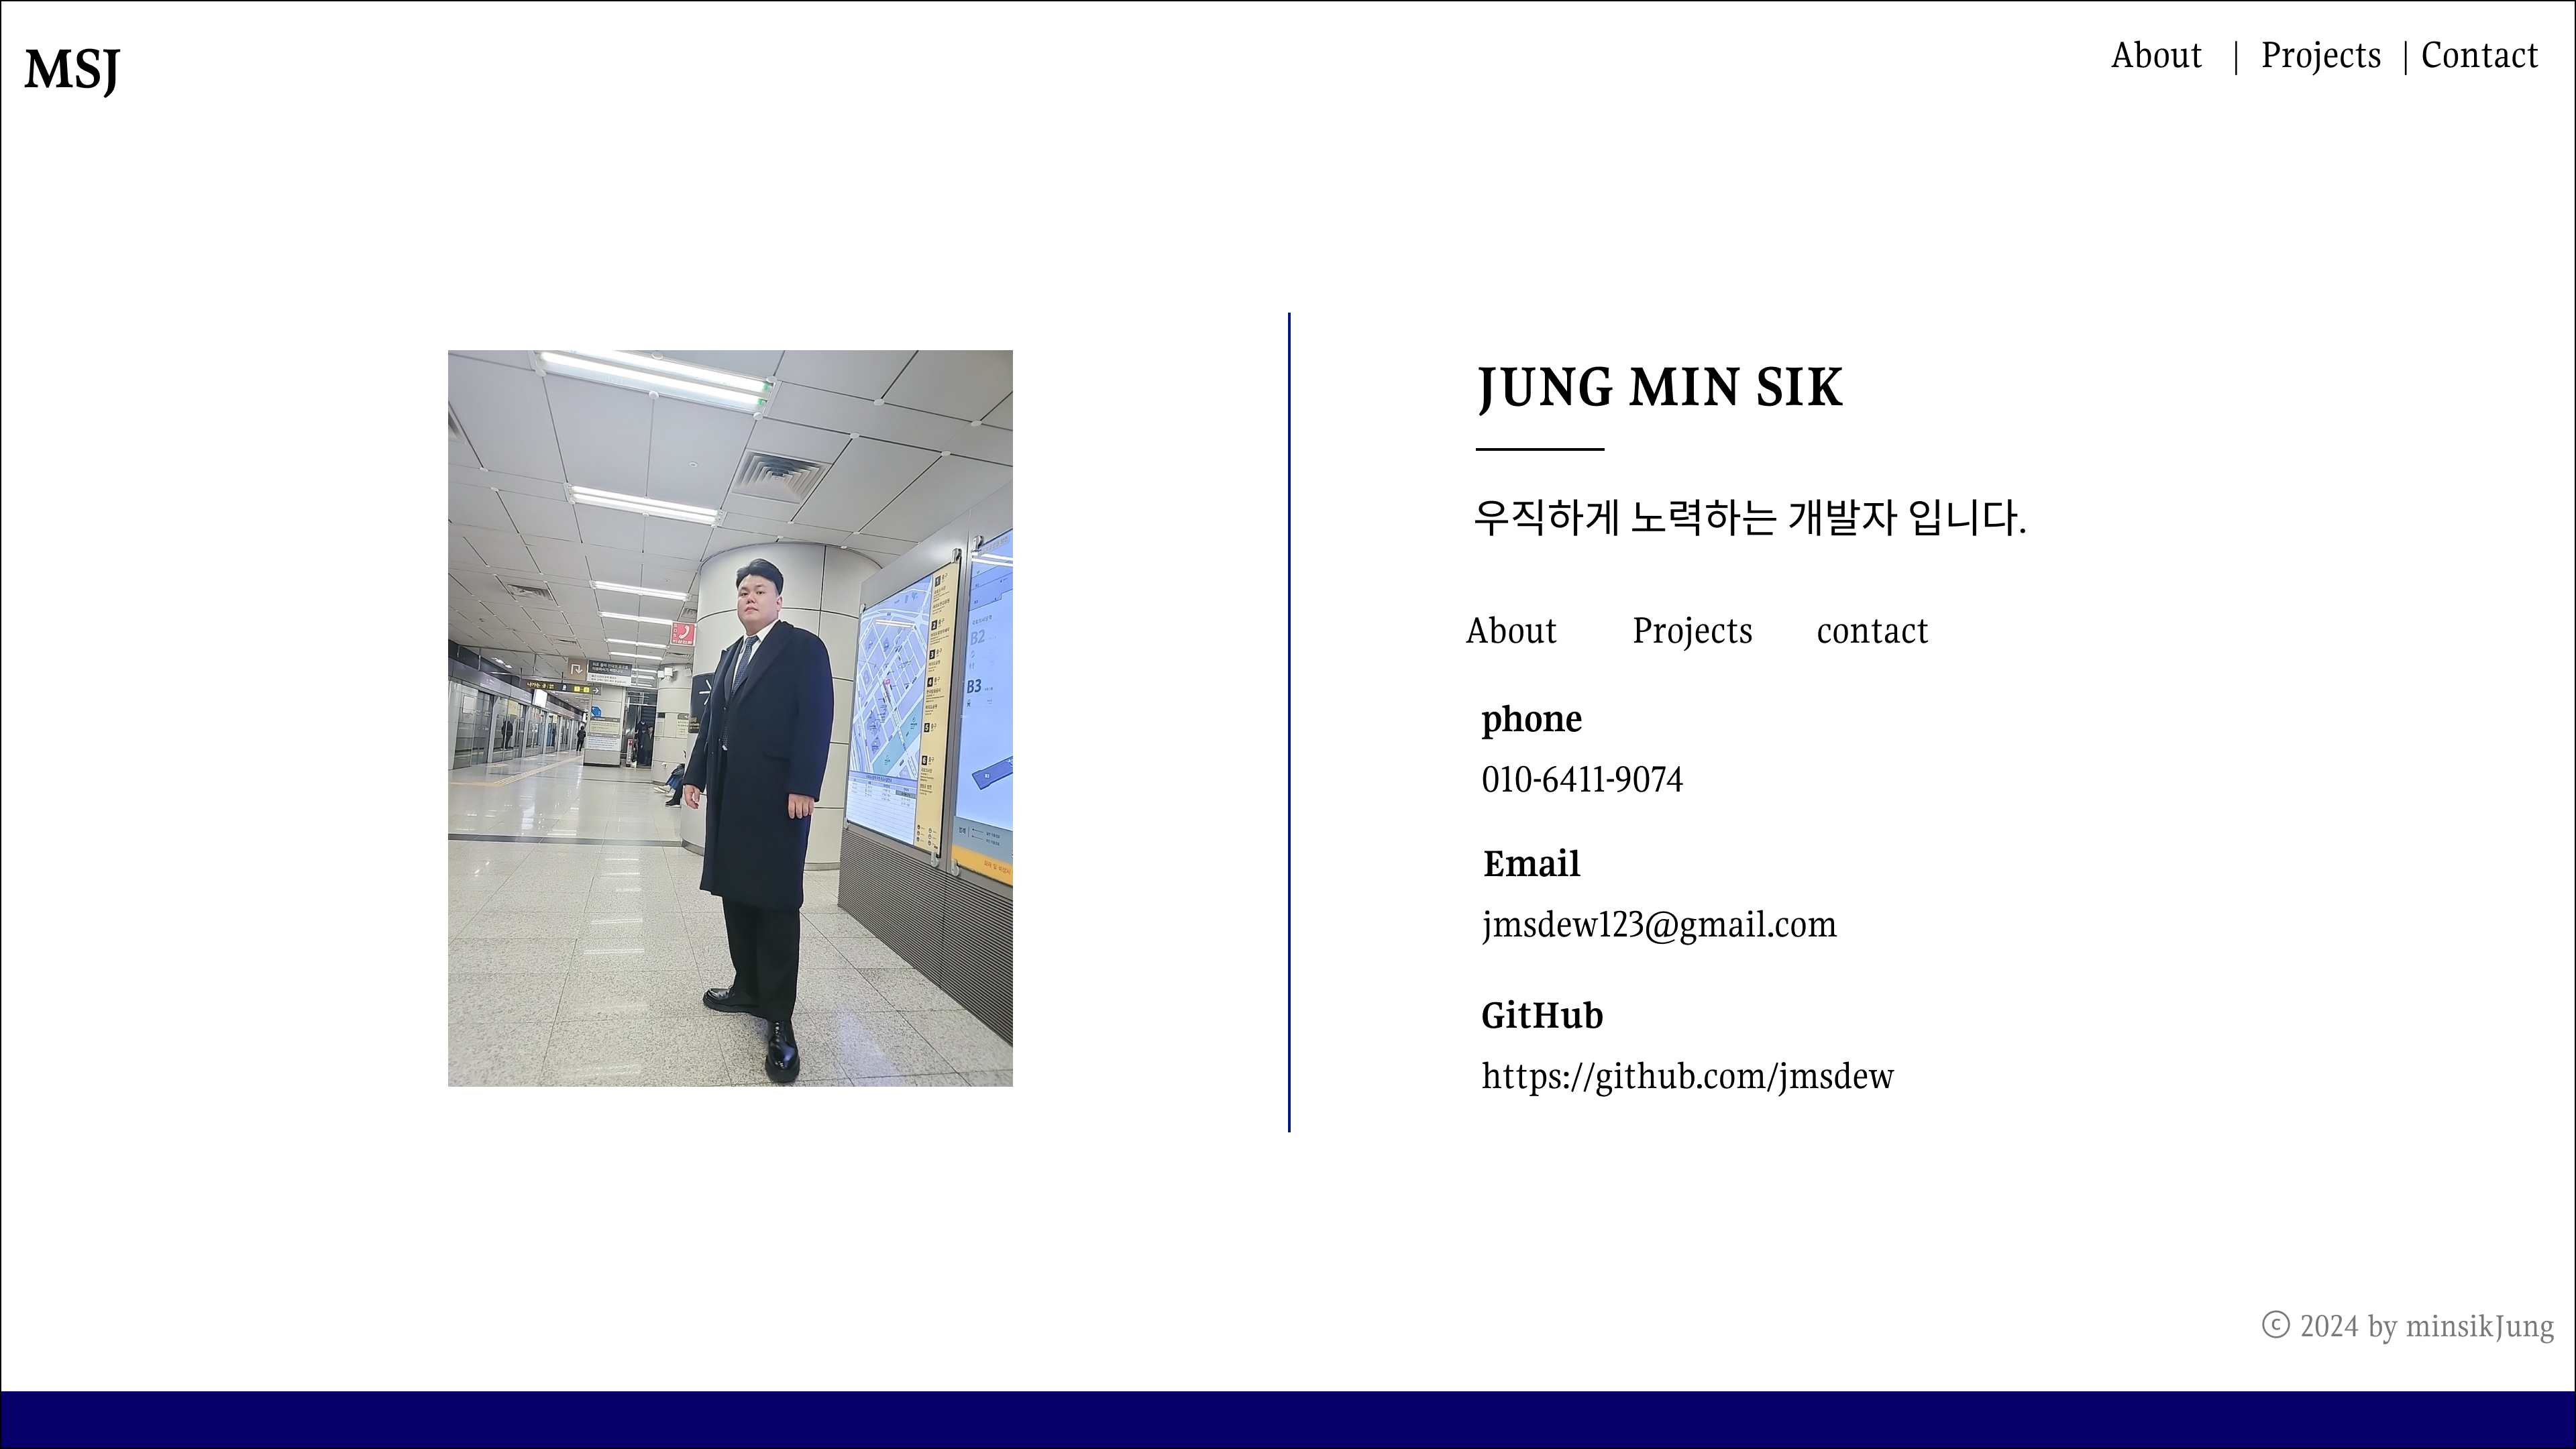 MSJ
About | Projects | Contact
JUNG MIN SIK
우직하게 노력하는 개발자 입니다.
About Projects contact
phone
010-6411-9074
Email
jmsdew123@gmail.com
GitHub
https://github.com/jmsdew
B2
B3
© 2024 by minsikJung